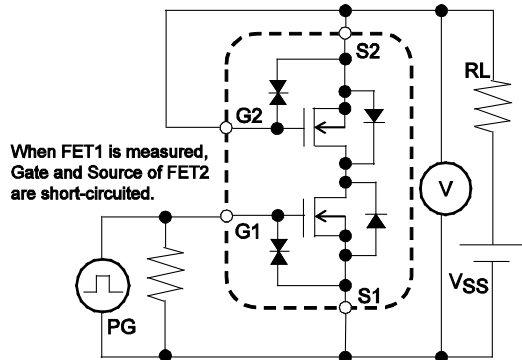 S2
RL
G2
When FET1 is measured,
Gate and Source of FET2
are short-circuited.
V
G1
VSS
S1
PG